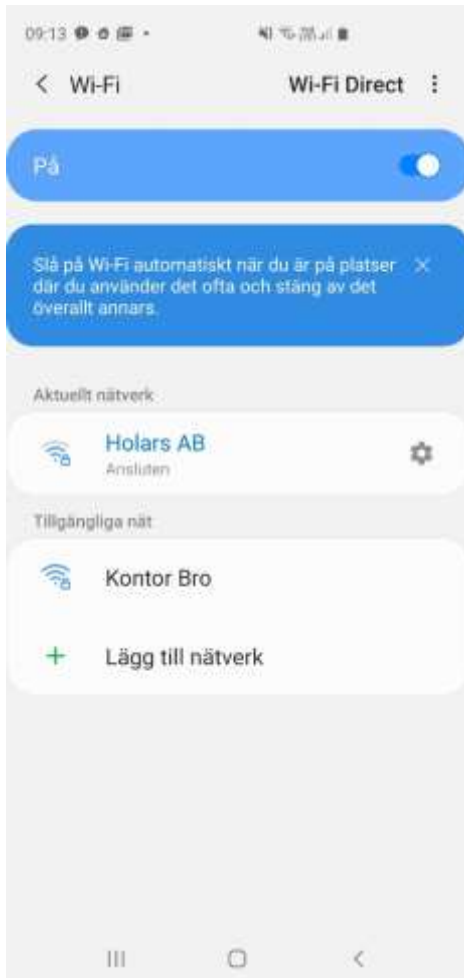 09:13
Wi-Fi
Wi-Fi Direct
På
Slå på Wi-Fi automatiskt när du är på platser
där du använder det ofta och stäng av det
överallt annars.
Aktuellt nätverk
Holars AB
Ansluten
Tillgängliga nät
Kontor Bro
Lägg till nätverk